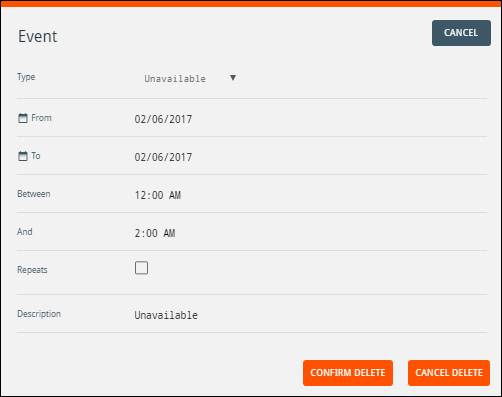 Event CANCEL
Type Unavailable
From 02/06/2017
To 02/06/2017
Between 12:00 AM
And 2:00 AM
Repeats
Description Unavailable
CONFIRM DELETE CANCEL DELETE